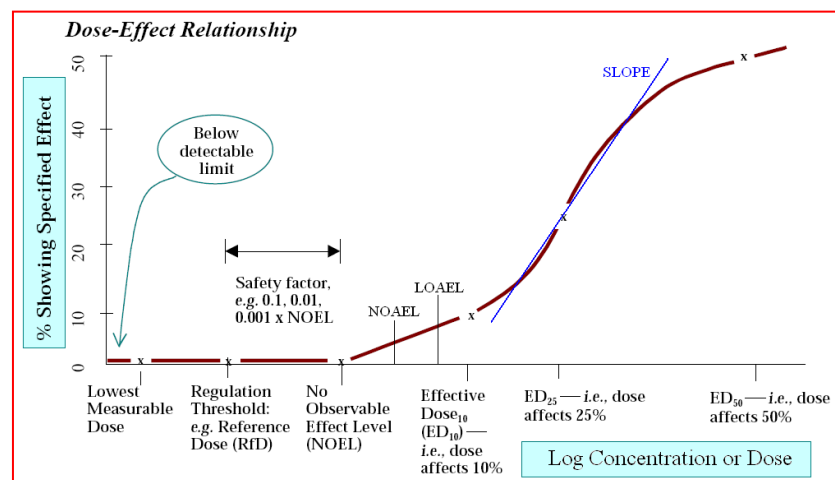 Dose-Effect Relationship
% Showing Specified Effect
50
40
30
20
10
0
Below
detectable
limit
Safety factor,
e.g. 0.1, 0.01,
0.001 x NOEL
NOAEL
LOAEL
SLOPE
x
x
x
x
x
x
Lowest
Measurable
Dose
Regulation
Threshold:
e.g. Reference
Dose (RfD)
No
Observable
Effect Level
(NOEL)
Effective
Dose₁₀
(ED₁₀) —
i.e., dose
affects 10%
ED₂₅ — i.e., dose
affects 25%
ED₅₀ — i.e., dose
affects 50%
Log Concentration or Dose